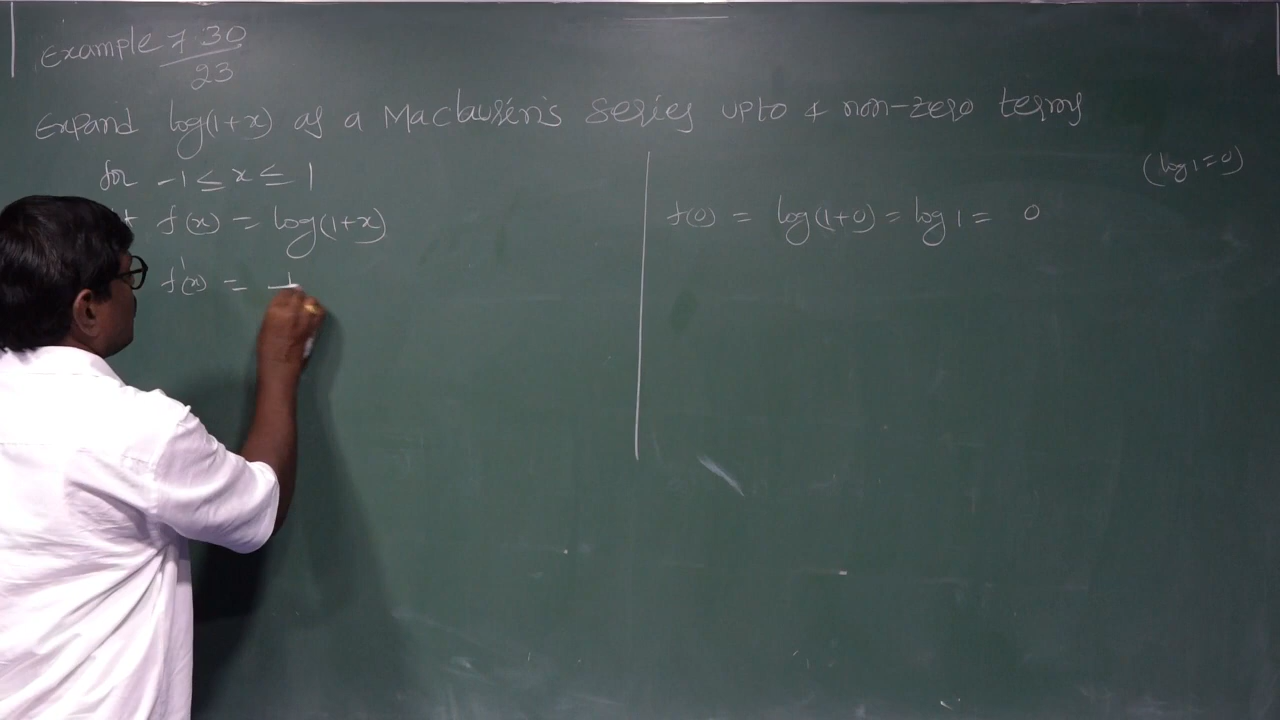 Example 7.30
23
Expand log(1+x) as a Maclaurin's series upto 4 non-zero terms
for -1 ≤ x ≤ 1
f(x) = log(1+x)
f'(x) = 1
(log 1 = 0)
f(0) = log(1+0) = log 1 = 0